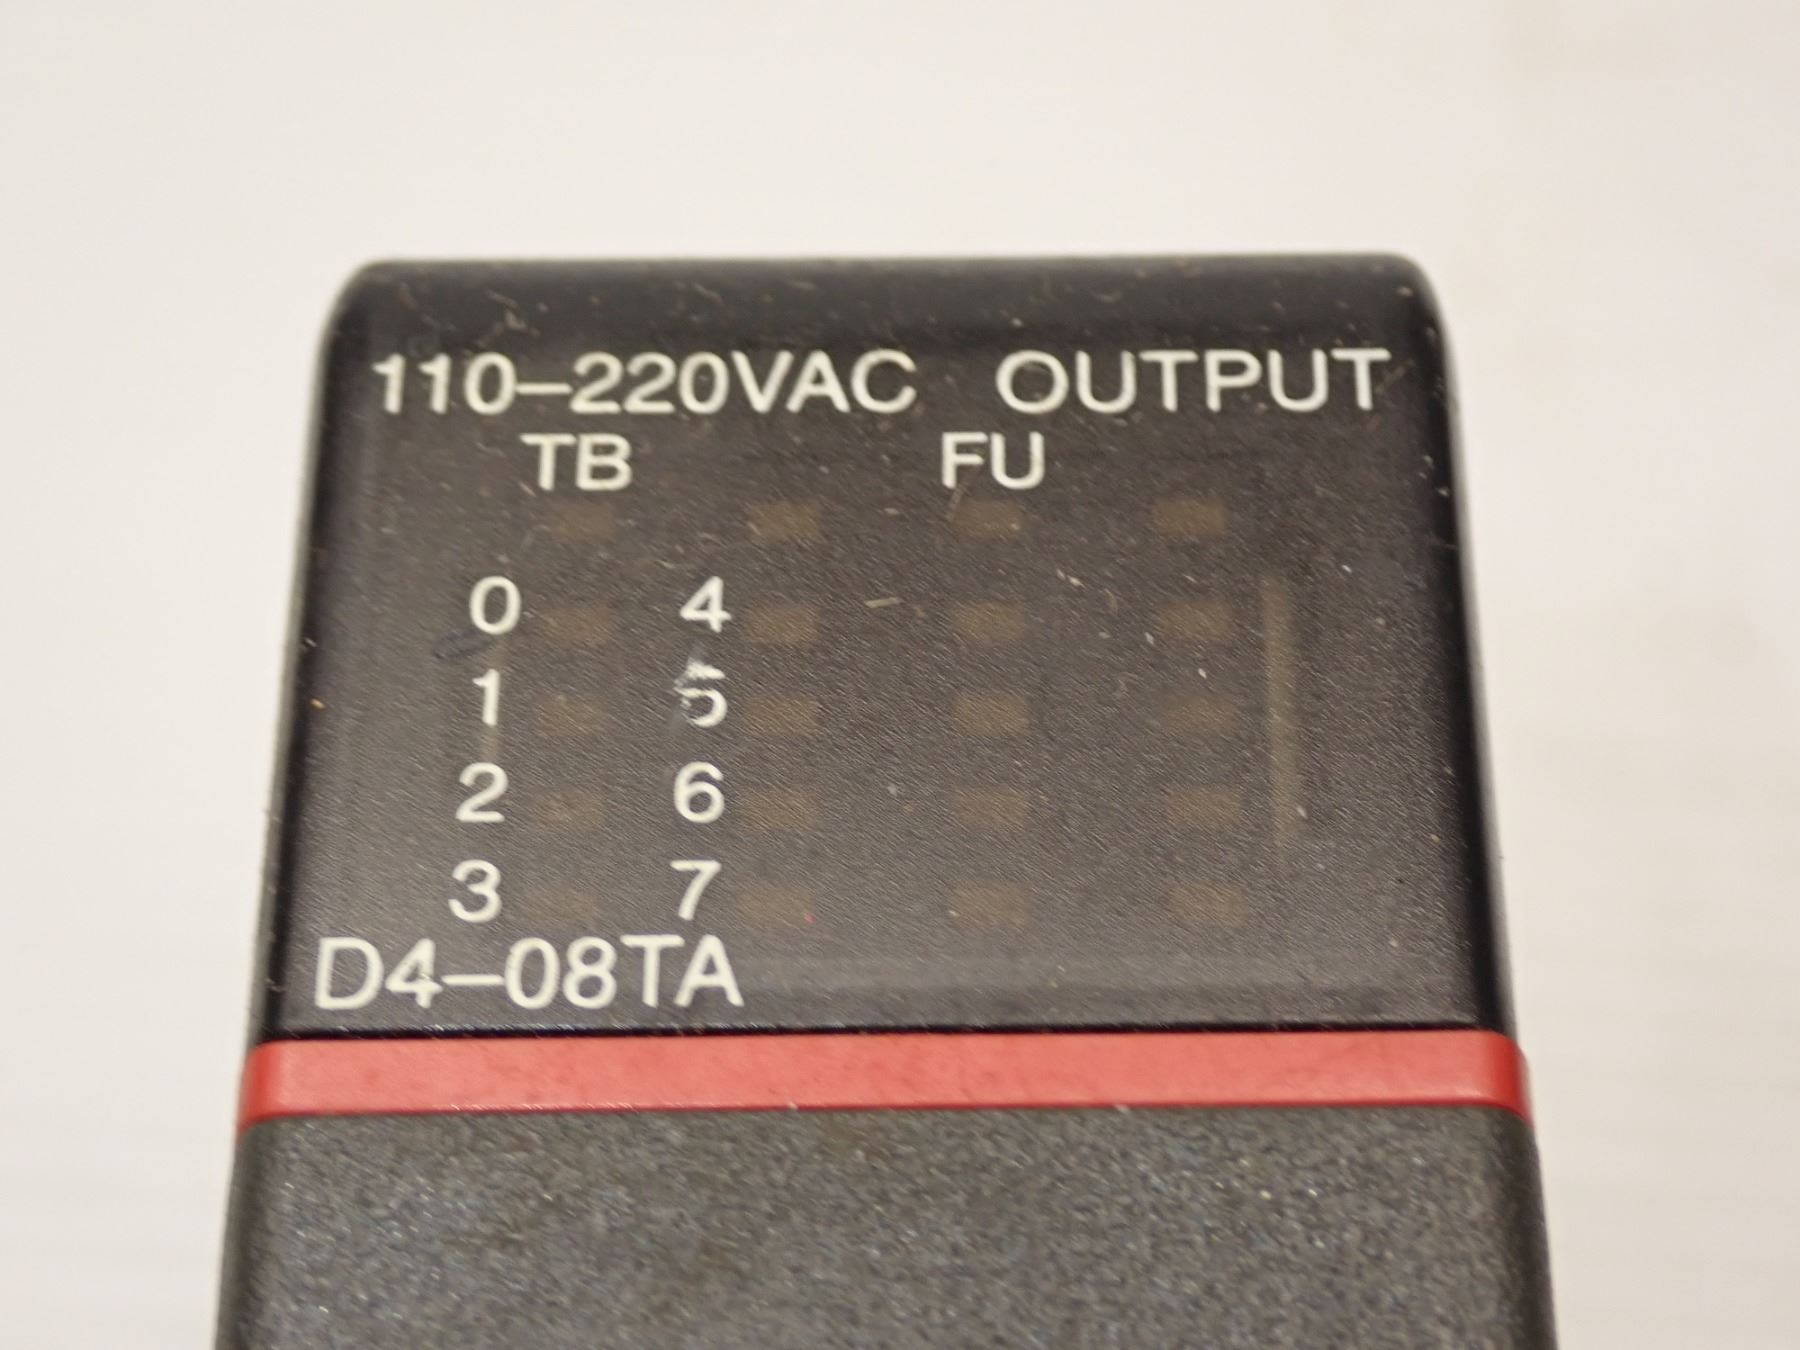 110–220VAC OUTPUT
TB FU
0 4
1 5
2 6
3 7
D4–08TA